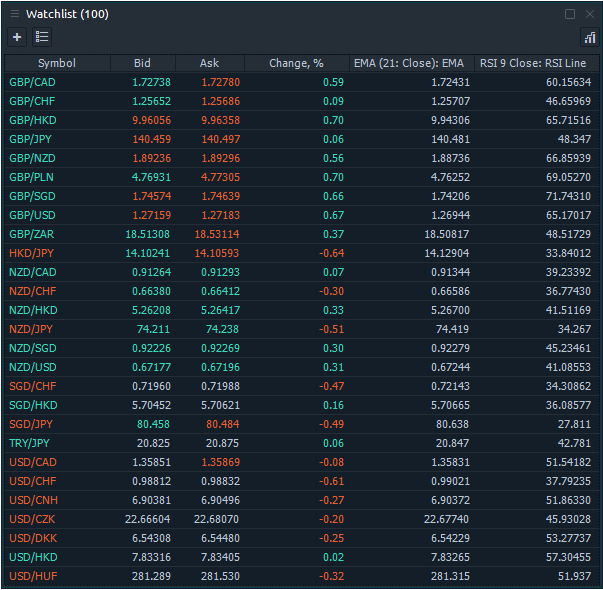 Watchlist (100)
Symbol Bid Ask Change, % EMA (21: Close): EMA RSI 9 Close: RSI Line
GBP/CAD 1.72738 1.72780 0.59 1.72431 60.15634
GBP/CHF 1.25652 1.25686 0.09 1.25707 46.65969
GBP/HKD 9.96056 9.96358 0.70 9.94306 65.71516
GBP/JPY 140.459 140.497 0.06 140.481 48.347
GBP/NZD 1.89236 1.89296 0.56 1.88736 66.85939
GBP/PLN 4.76931 4.77305 0.70 4.76252 69.05270
GBP/SGD 1.74574 1.74639 0.66 1.74206 71.74310
GBP/USD 1.27159 1.27183 0.67 1.26944 65.17017
GBP/ZAR 18.51308 18.53114 0.37 18.50817 48.51729
HKD/JPY 14.10241 14.10593 -0.64 14.12904 33.84012
NZD/CAD 0.91264 0.91293 0.07 0.91344 39.23392
NZD/CHF 0.66380 0.66412 -0.30 0.66586 36.77430
NZD/HKD 5.26208 5.26417 0.33 5.26700 41.51169
NZD/JPY 74.211 74.238 -0.51 74.419 34.267
NZD/SGD 0.92226 0.92269 0.30 0.92279 45.23461
NZD/USD 0.67177 0.67196 0.31 0.67244 41.08553
SGD/CHF 0.71960 0.71988 -0.47 0.72143 34.30862
SGD/HKD 5.70452 5.70621 0.16 5.70665 36.08577
SGD/JPY 80.458 80.484 -0.49 80.638 27.811
TRY/JPY 20.825 20.875 0.06 20.847 42.781
USD/CAD 1.35851 1.35869 -0.08 1.35831 51.54182
USD/CHF 0.98812 0.98832 -0.61 0.99021 37.79235
USD/CNH 6.90381 6.90496 -0.27 6.90372 51.86330
USD/CZK 22.66604 22.68070 -0.20 22.67740 45.93028
USD/DKK 6.54308 6.54480 -0.25 6.54229 53.27737
USD/HKD 7.83316 7.83405 0.02 7.83265 57.30455
USD/HUF 281.289 281.530 -0.32 281.315 51.937